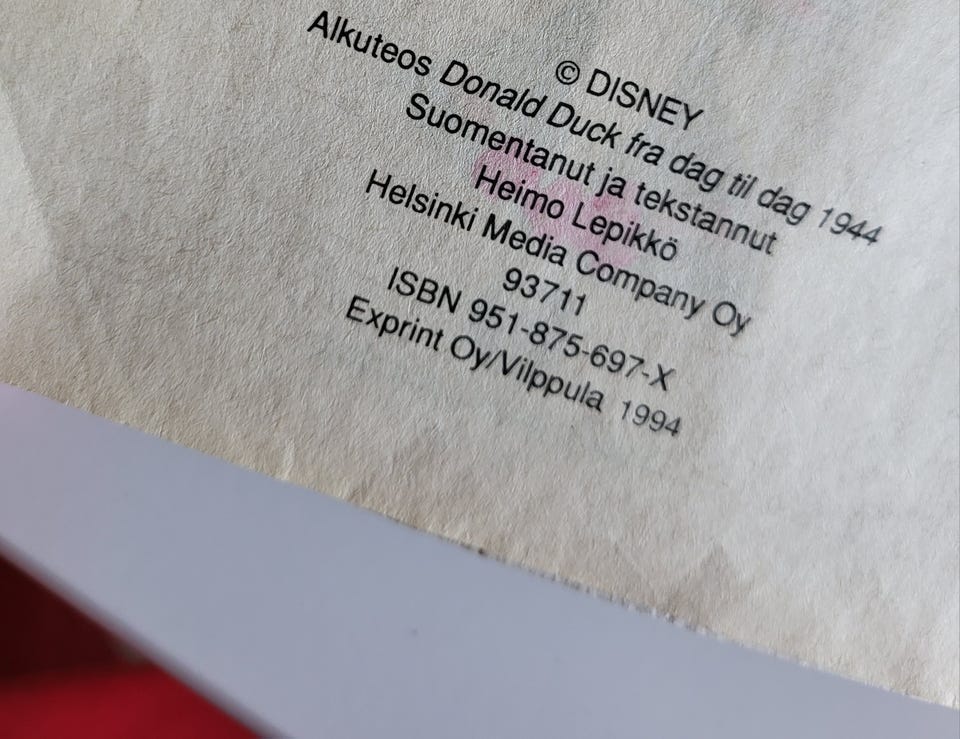 © DISNEY
Alkuteos Donald Duck fra dag til dag 1944
Suomentanut ja tekstannut
Heimo Lepikkö
Helsinki Media Company Oy
93711
ISBN 951-875-697-X
Exprint Oy/Vilppula 1994